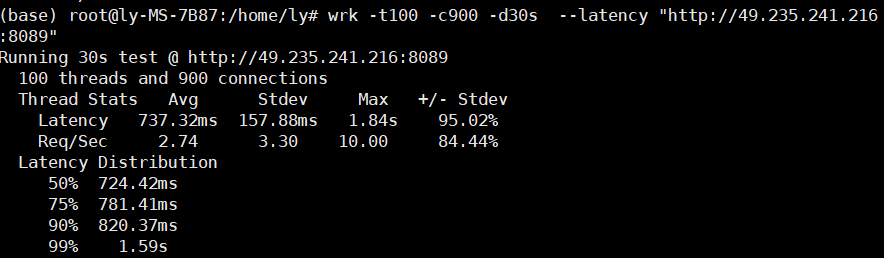 (base) root@ly-MS-7B87:/home/ly# wrk -t100 -c900 -d30s  --latency "http://49.235.241.216
:8089"
Running 30s test @ http://49.235.241.216:8089
  100 threads and 900 connections
  Thread Stats   Avg      Stdev     Max   +/- Stdev
    Latency   737.32ms  157.88ms   1.84s    95.02%
    Req/Sec     2.74      3.30    10.00     84.44%
  Latency Distribution
     50%  724.42ms
     75%  781.41ms
     90%  820.37ms
     99%    1.59s